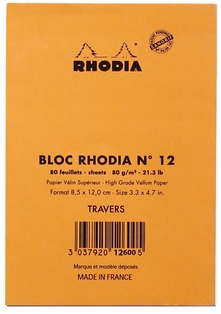 RHODIA
BLOC RHODIA N° 12
80 feuillets - sheets 80 g/m² - 21.3 lb
Papier Vélin Supérieur - High Grade Vellum Paper
Format 8,5 x 12,0 cm - Size 3.3 x 4.7 in.
TRAVERS
3 037920 126005
Marque et modèle déposés
MADE IN FRANCE